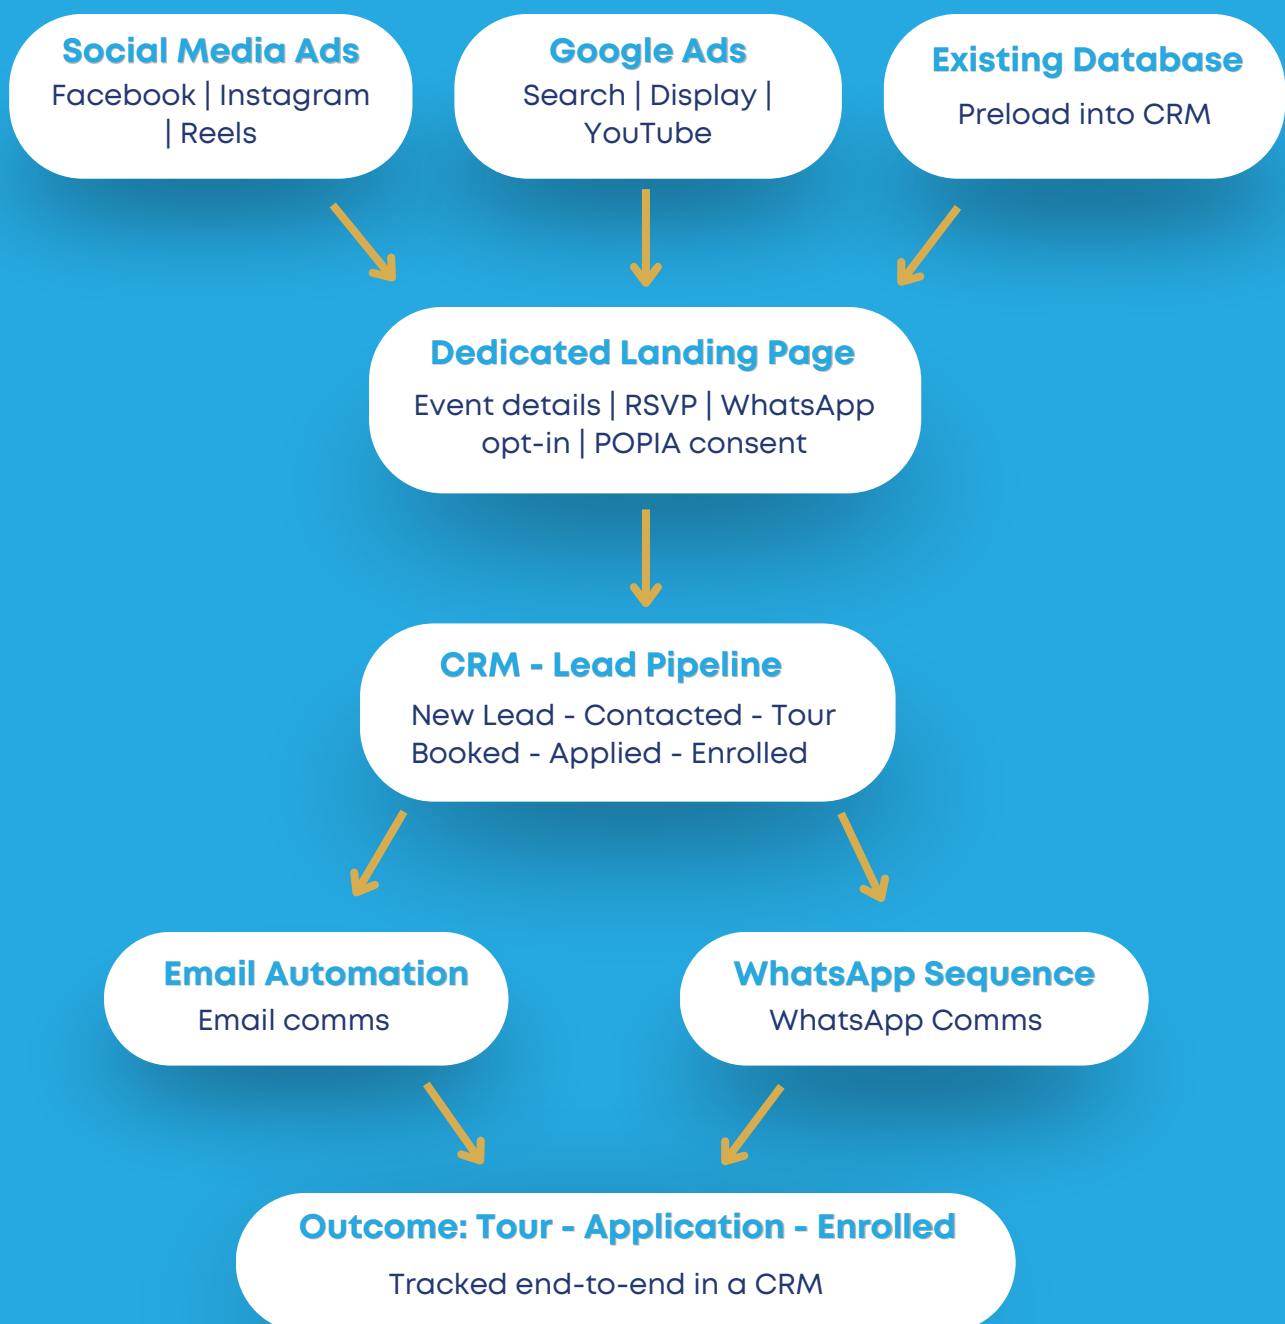 Social Media Ads
Facebook | Instagram
| Reels
Google Ads
Search | Display |
YouTube
Existing Database
Preload into CRM
Dedicated Landing Page
Event details | RSVP | WhatsApp
opt-in | POPIA consent
CRM - Lead Pipeline
New Lead - Contacted - Tour
Booked - Applied - Enrolled
Email Automation
Email comms
WhatsApp Sequence
WhatsApp Comms
Outcome: Tour - Application - Enrolled
Tracked end-to-end in a CRM